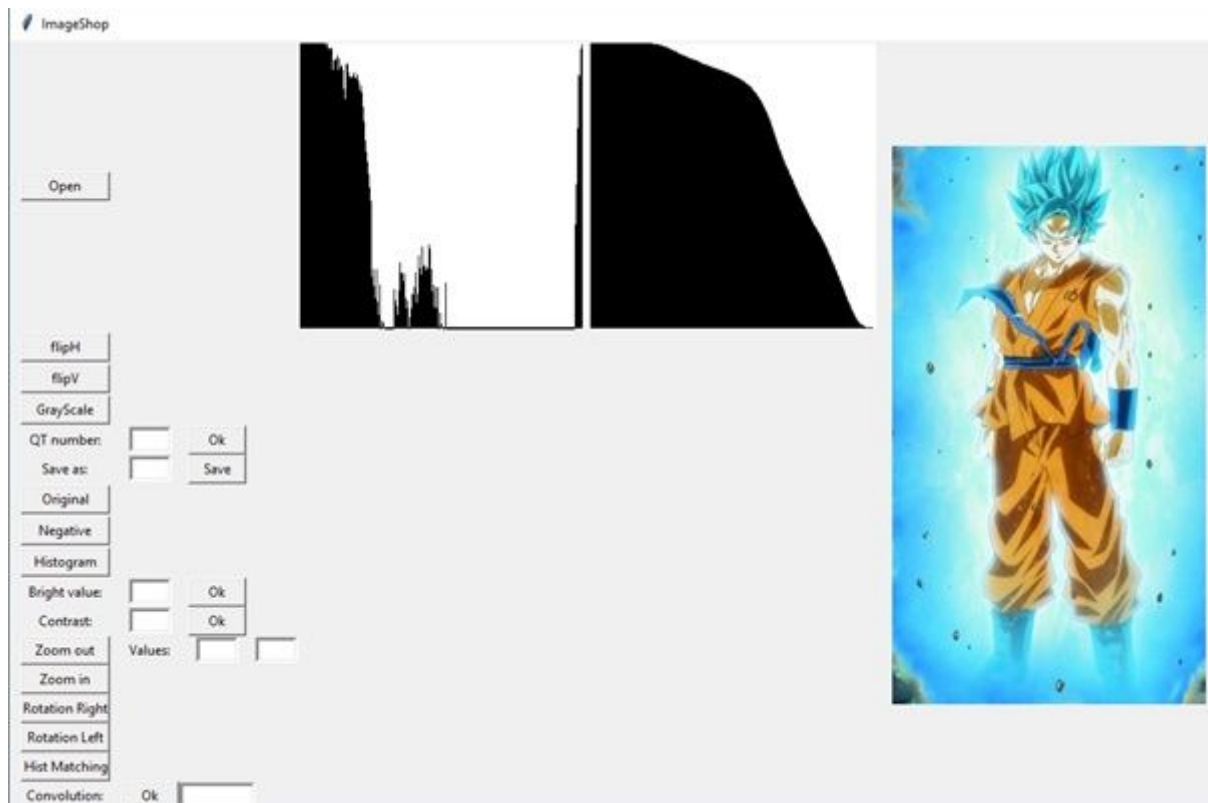 ImageShop
Open
flipH
flipV
GrayScale
QT number: Ok
Save as: Save
Original
Negative
Histogram
Bright value: Ok
Contrast: Ok
Zoom out Values:
Zoom in
Rotation Right
Rotation Left
Hist Matching
Convolution: Ok